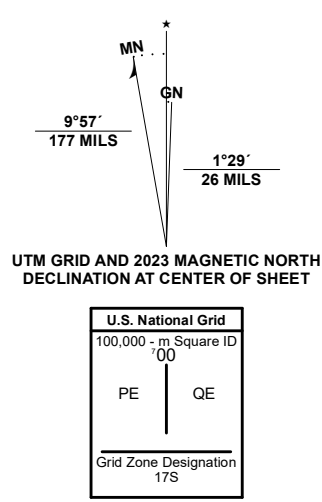 ★
MN
GN
9°57´
177 MILS
1°29´
26 MILS
UTM GRID AND 2023 MAGNETIC NORTH
DECLINATION AT CENTER OF SHEET
U.S. National Grid
100,000 - m Square ID
⁷00
PE QE
Grid Zone Designation
17S